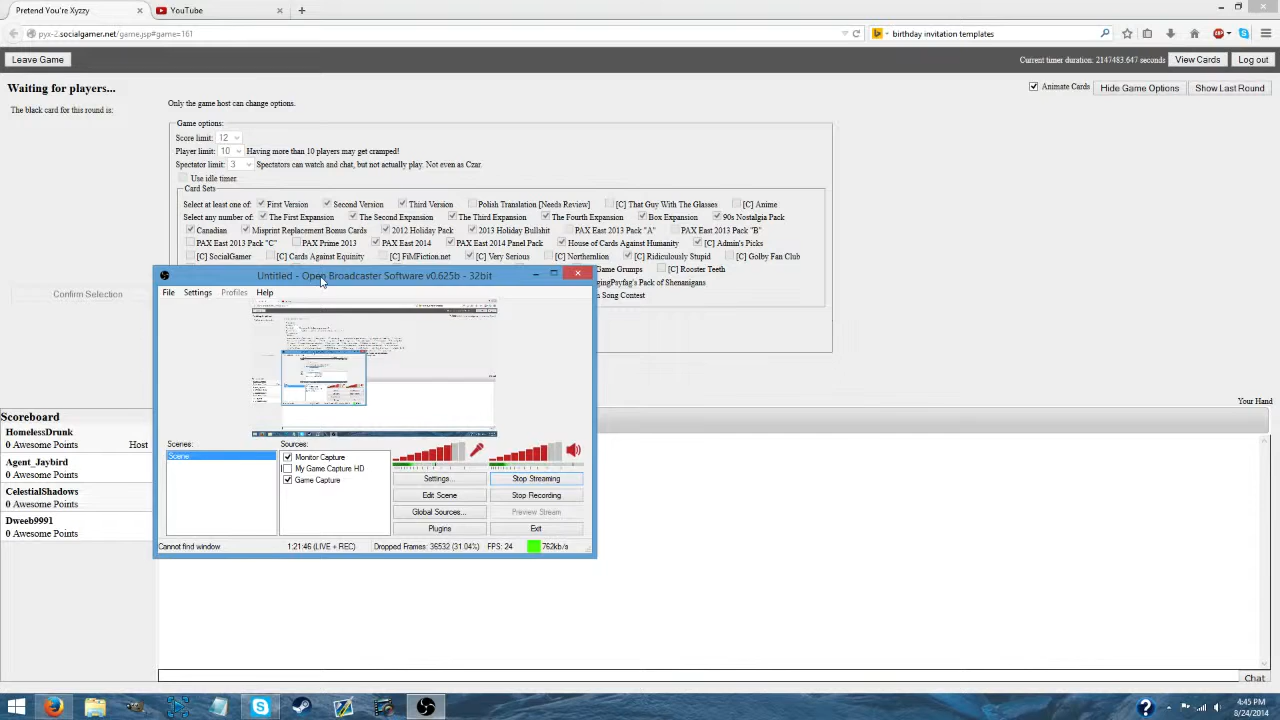 Pretend You're Xyzzy
YouTube
pyx-2.socialgamer.net/game.jsp#game=161
birthday invitation templates
Leave Game
Current timer duration: 2147483.647 seconds
View Cards
Log out
Waiting for players...
Animate Cards
Hide Game Options
Show Last Round
The black card for this round is:
Only the game host can change options.
Game options:
Score limit: 12
Player limit: 10 Having more than 10 players may get cramped!
Spectator limit: 3 Spectators can watch and chat, but not actually play. Not even as Czar.
Use idle timer.
Card Sets
Select at least one of: First Version Second Version Third Version Polish Translation [Needs Review] [C] That Guy With The Glasses [C] Anime
Select any number of: The First Expansion The Second Expansion The Third Expansion The Fourth Expansion Box Expansion 90s Nostalgia Pack
Canadian Misprint Replacement Bonus Cards 2012 Holiday Pack 2013 Holiday Bullshit PAX East 2013 Pack "A" PAX East 2013 Pack "B"
PAX East 2013 Pack "C" PAX Prime 2013 PAX East 2014 PAX East 2014 Panel Pack House of Cards Against Humanity [C] Admin's Picks
[C] SocialGamer [C] Cards Against Equinity [C] FiMFiction.net [C] Very Serious [C] Northernlion [C] Ridiculously Stupid [C] Golby Fan Club
Game Grumps [C] Rooster Teeth
Pack of Shenanigans
Song Contest
Confirm Selection
Untitled - Open Broadcaster Software v0.625b - 32bit
File Settings Profiles Help
Scenes:
Sources:
Scene
Monitor Capture
My Game Capture HD
Game Capture
Settings...
Stop Streaming
Edit Scene
Stop Recording
Global Sources...
Preview Stream
Plugins
Exit
Cannot find window
1:21:46 (LIVE + REC)
Dropped Frames: 36532 (31.04%)
FPS: 24
762kb/s
Your Hand
Scoreboard
HomelessDrunk
0 Awesome Points Host
Agent_Jaybird
0 Awesome Points
CelestialShadows
0 Awesome Points
Dweeb9991
0 Awesome Points
Chat
4:45 PM
8/24/2014